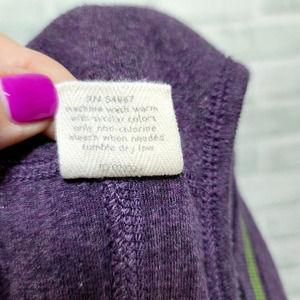 RN 54867
machine wash warm
with similar colors
only non-chlorine
bleach when needed
tumble dry low